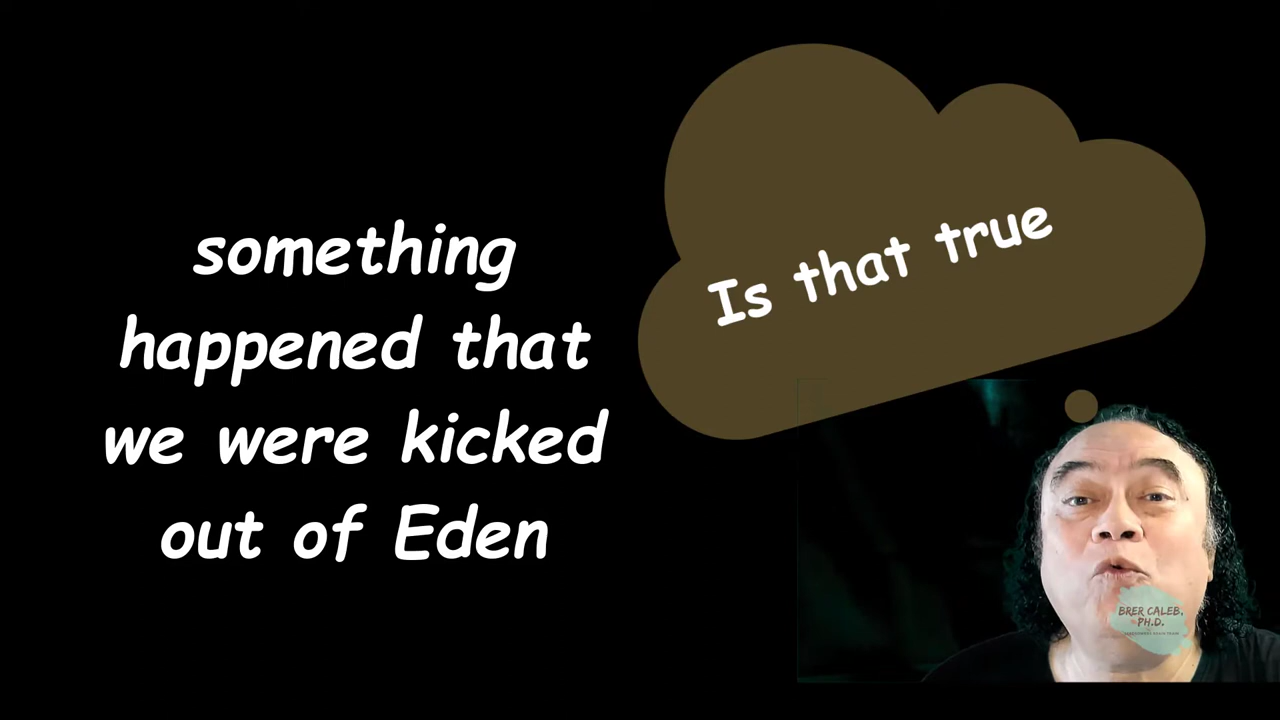 something
happened that
we were kicked
out of Eden
Is that true
BRER CALEB,
PH.D.